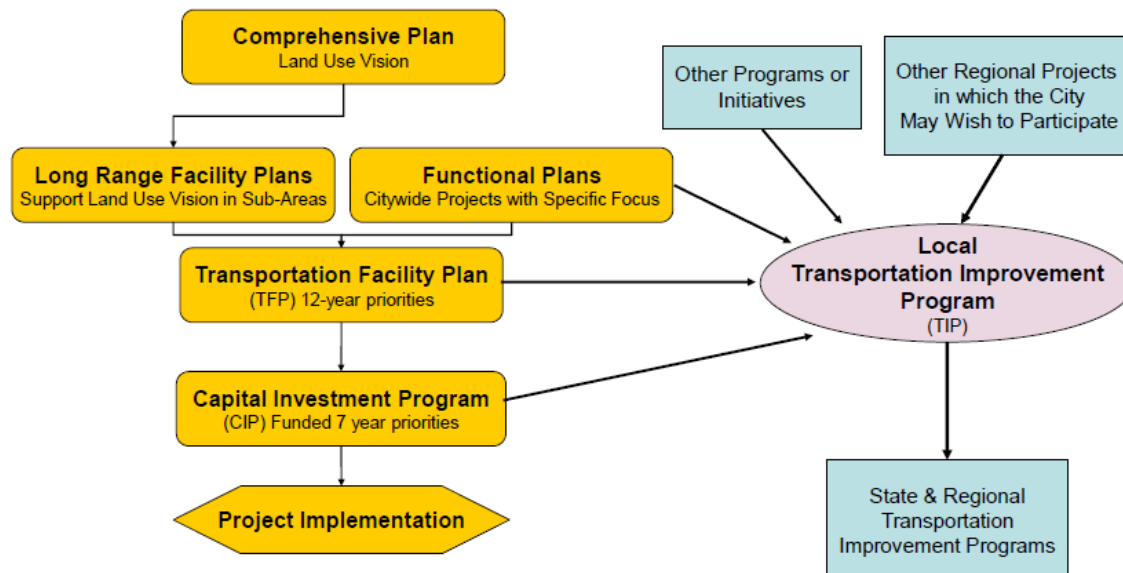 Comprehensive Plan
Land Use Vision
Other Programs or
Initiatives
Other Regional Projects
in which the City
May Wish to Participate
Long Range Facility Plans
Support Land Use Vision in Sub-Areas
Functional Plans
Citywide Projects with Specific Focus
Transportation Facility Plan
(TFP) 12-year priorities
Local
Transportation Improvement
Program
(TIP)
Capital Investment Program
(CIP) Funded 7 year priorities
Project Implementation
State & Regional
Transportation
Improvement Programs